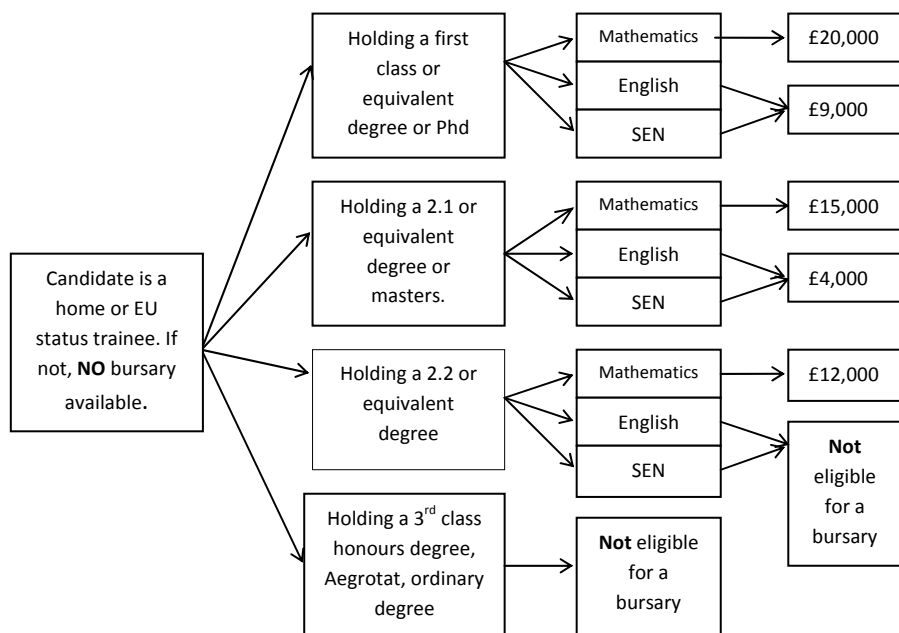 Candidate is a
home or EU
status trainee. If
not, NO bursary
available.
Holding a first
class or
equivalent
degree or Phd
Mathematics
English
SEN
£20,000
£9,000
Holding a 2.1 or
equivalent
degree or
masters.
Mathematics
English
SEN
£15,000
£4,000
Holding a 2.2 or
equivalent
degree
Mathematics
English
SEN
£12,000
Not
eligible
for a
bursary
Holding a 3rd class
honours degree,
Aegrotat, ordinary
degree
Not eligible
for a
bursary